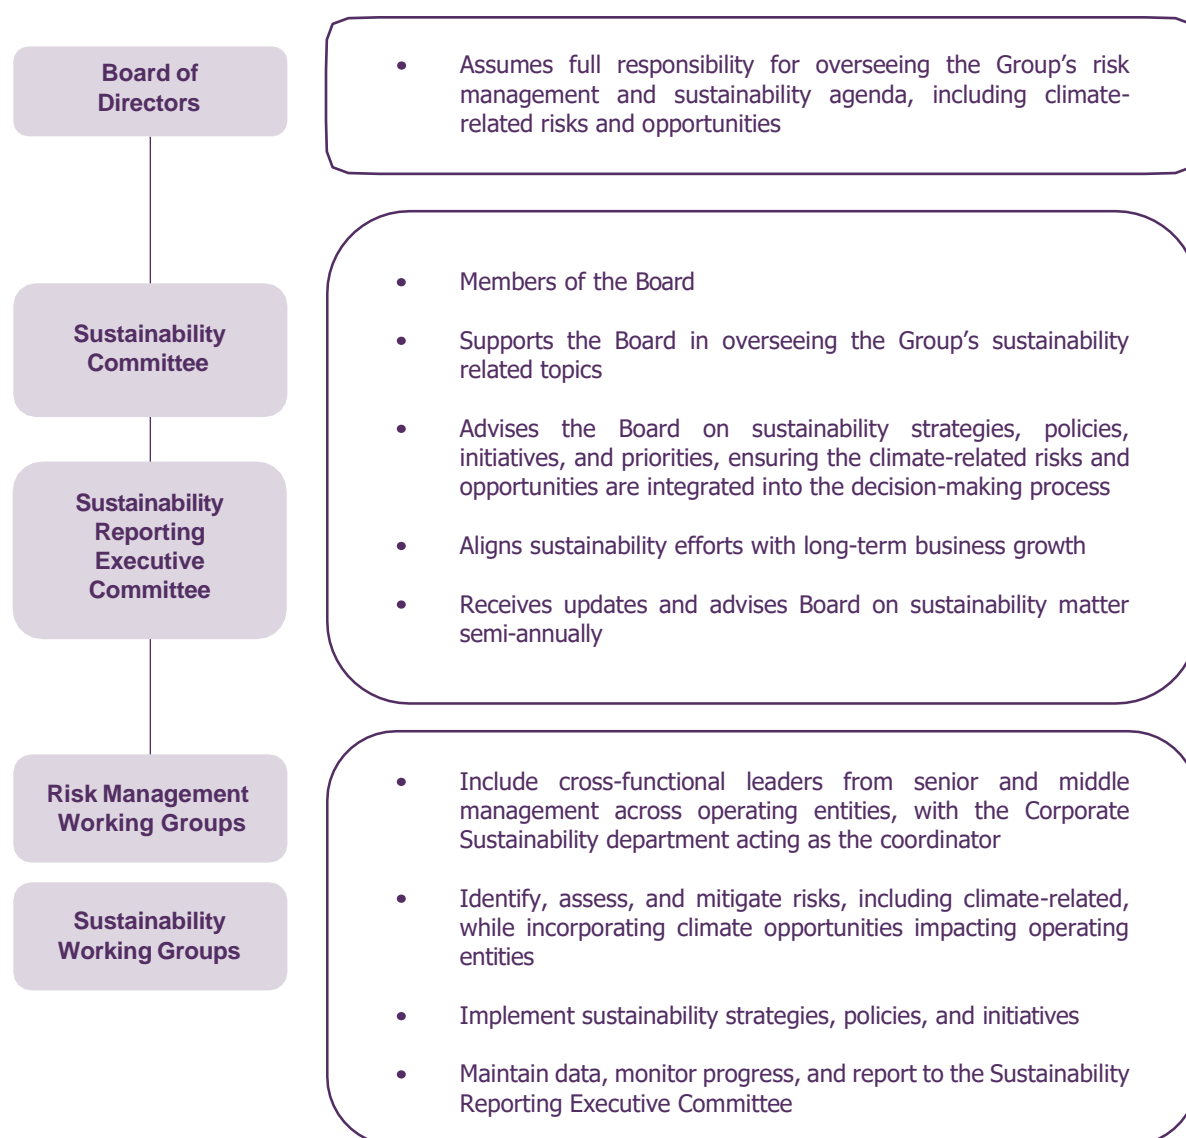 Board of
Directors
• Assumes full responsibility for overseeing the Group’s risk
management and sustainability agenda, including climate-
related risks and opportunities
Sustainability
Committee
Sustainability
Reporting
Executive
Committee
• Members of the Board
• Supports the Board in overseeing the Group’s sustainability
related topics
• Advises the Board on sustainability strategies, policies,
initiatives, and priorities, ensuring the climate-related risks and
opportunities are integrated into the decision-making process
• Aligns sustainability efforts with long-term business growth
• Receives updates and advises Board on sustainability matter
semi-annually
Risk Management
Working Groups
Sustainability
Working Groups
• Include cross-functional leaders from senior and middle
management across operating entities, with the Corporate
Sustainability department acting as the coordinator
• Identify, assess, and mitigate risks, including climate-related,
while incorporating climate opportunities impacting operating
entities
• Implement sustainability strategies, policies, and initiatives
• Maintain data, monitor progress, and report to the Sustainability
Reporting Executive Committee